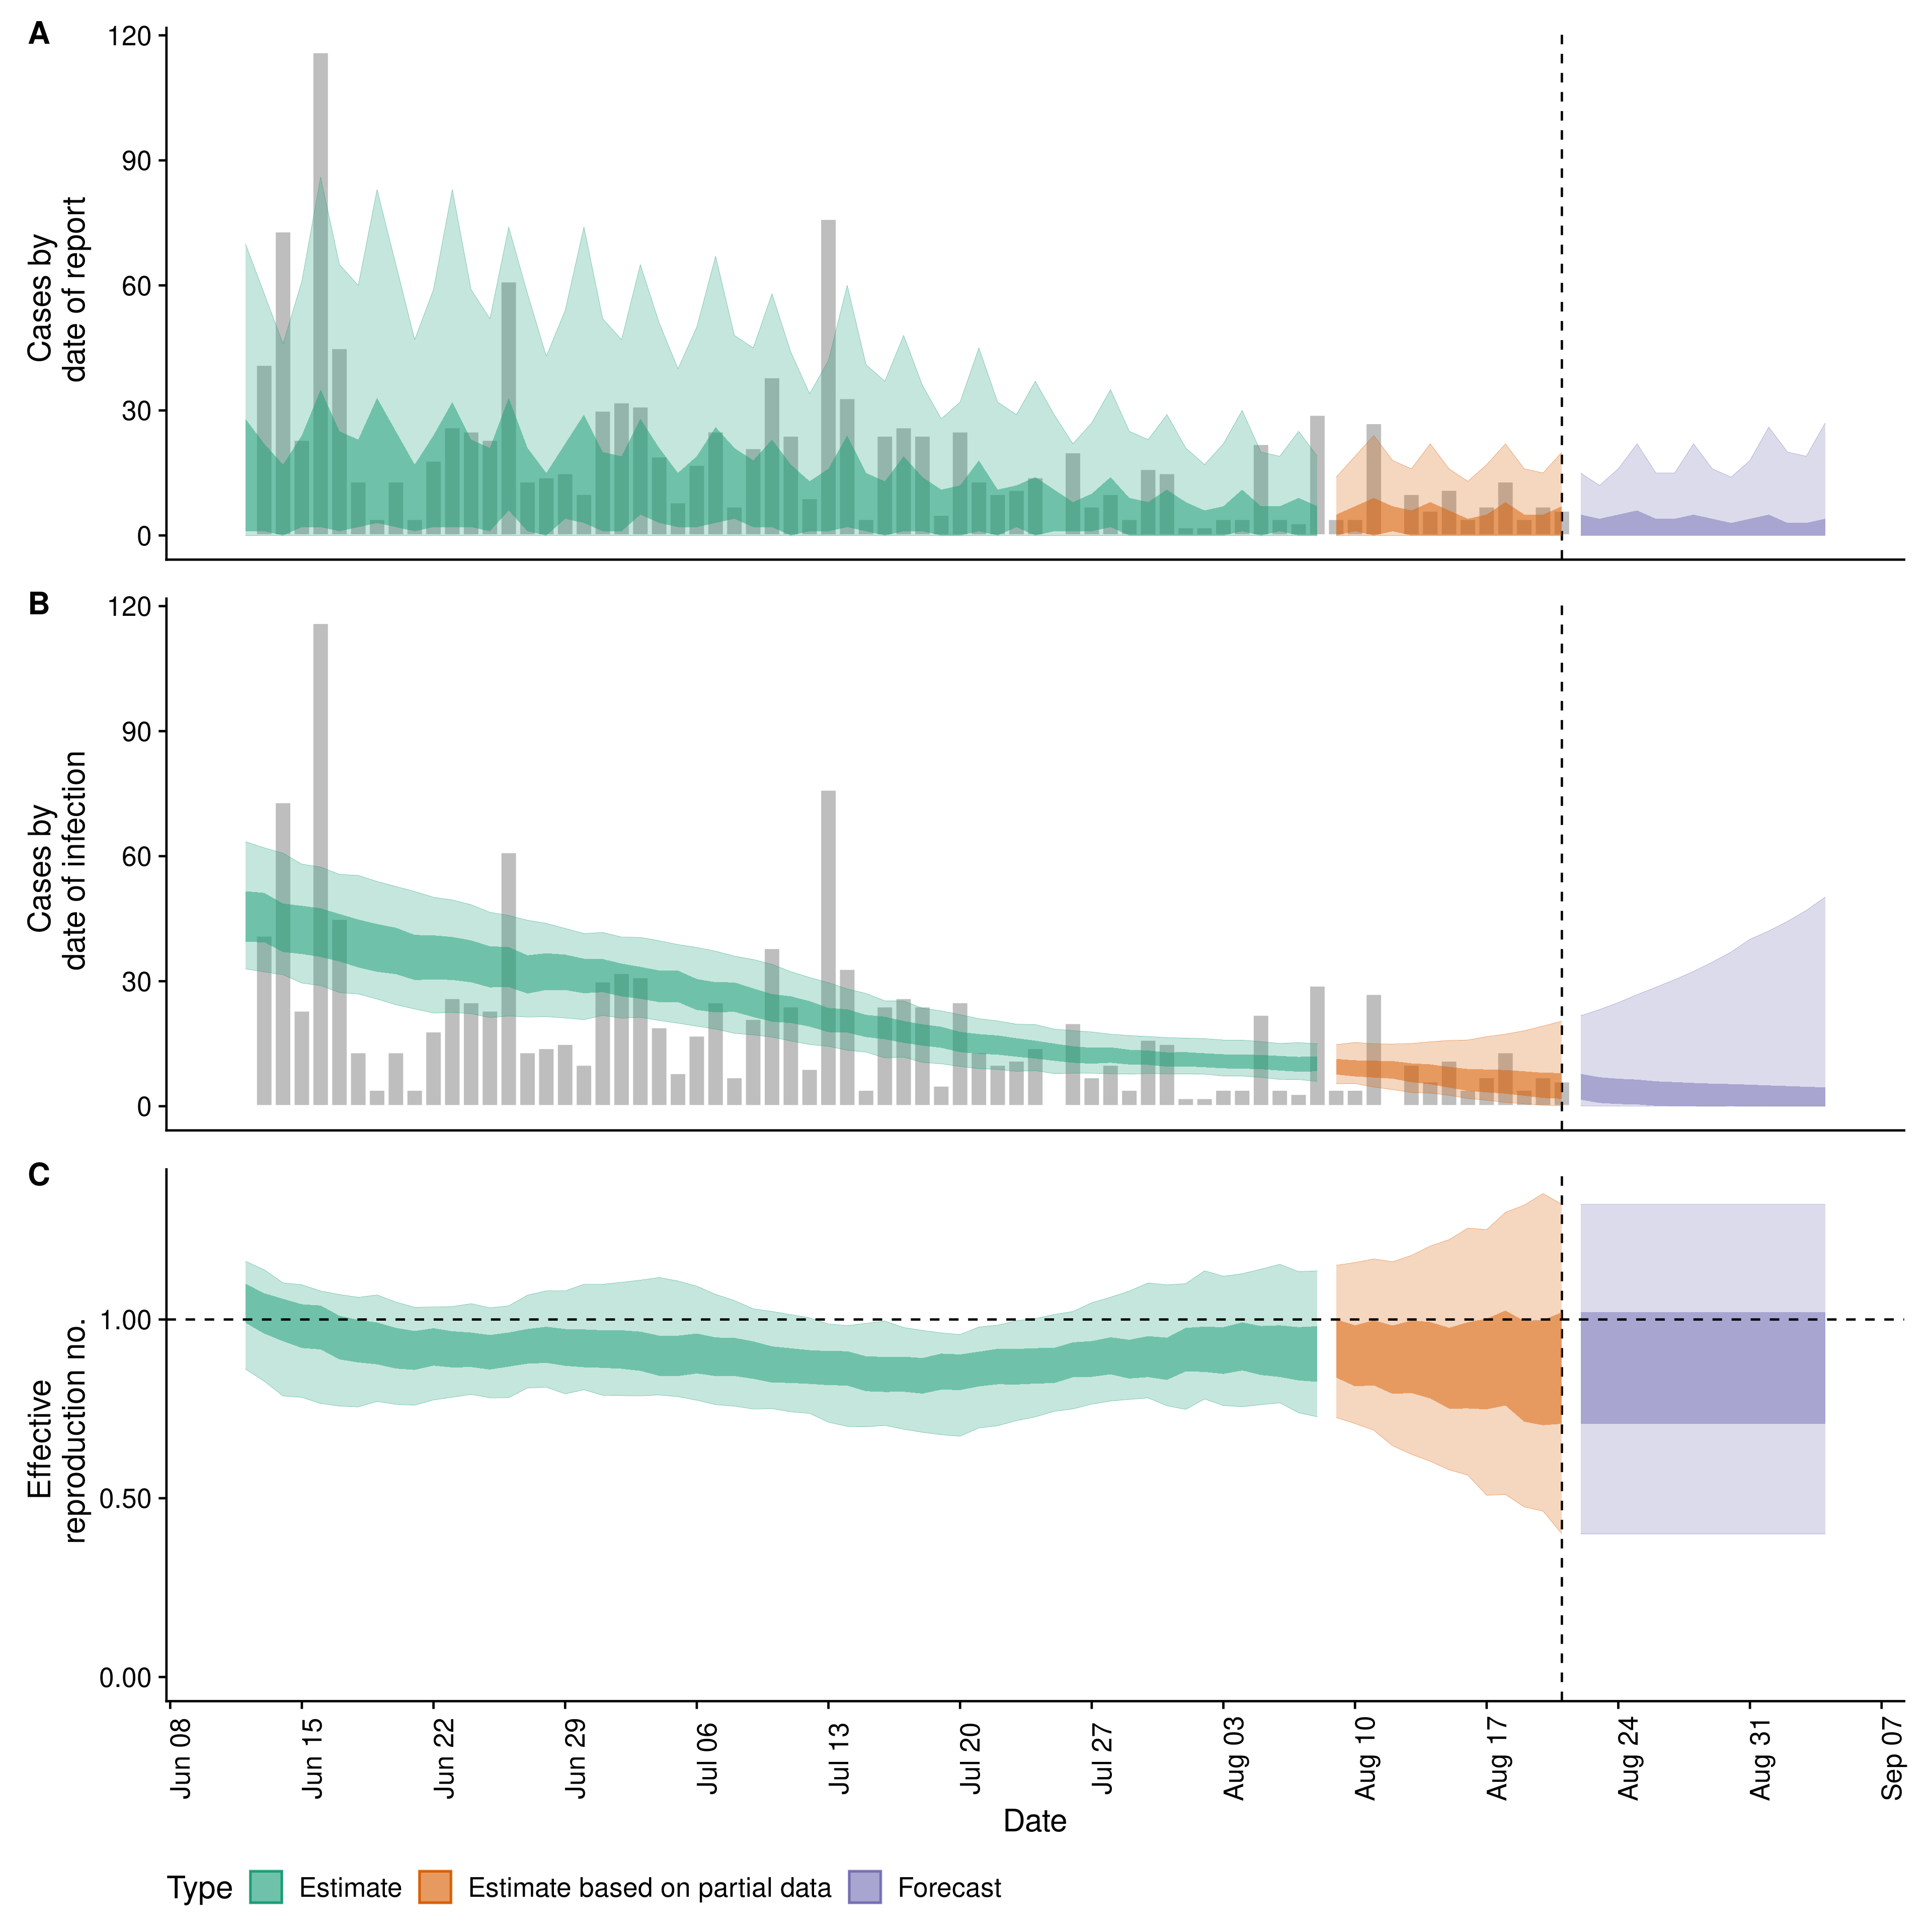 A
Cases by
date of report
120
90
60
30
0
B
Cases by
date of infection
120
90
60
30
0
C
Effective
reproduction no.
1.00
0.50
0.00
Jun 08
Jun 15
Jun 22
Jun 29
Jul 06
Jul 13
Jul 20
Jul 27
Aug 03
Aug 10
Aug 17
Aug 24
Aug 31
Sep 07
Date
Type Estimate Estimate based on partial data Forecast